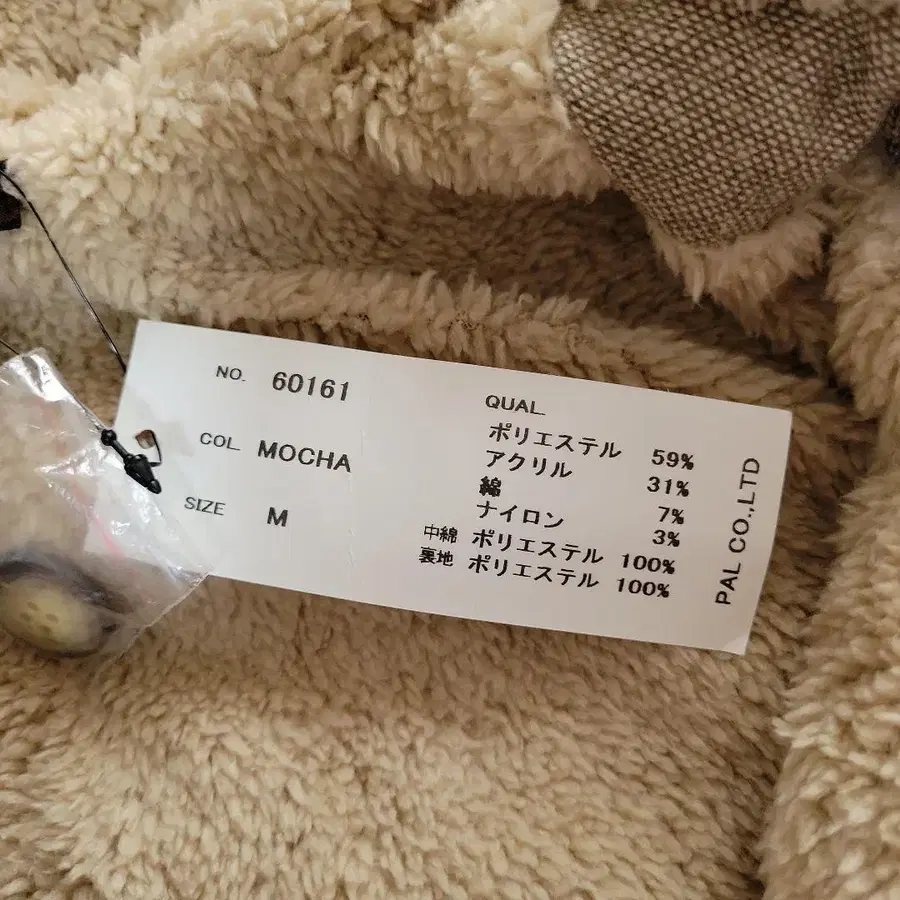 NO. 60161
COL MOCHA
SIZE M
QUAL
ポリエステル 59%
アクリル 31%
綿 7%
ナイロン 3%
中綿 ポリエステル 100%
裏地 ポリエステル 100%
PAL CO.,LTD